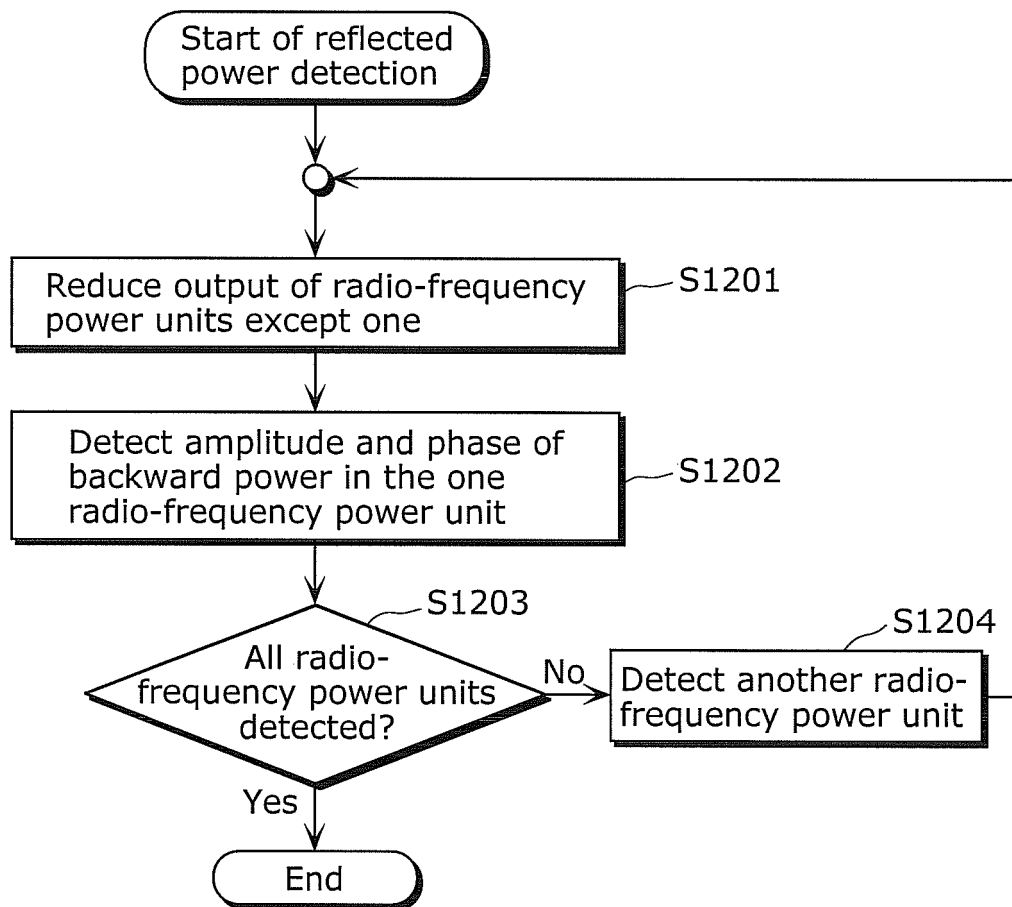 Start of reflected
power detection
Reduce output of radio-frequency
power units except one
S1201
Detect amplitude and phase of
backward power in the one
radio-frequency power unit
S1202
S1203
All radio-
frequency power units
detected?
No
S1204
Detect another radio-
frequency power unit
Yes
End